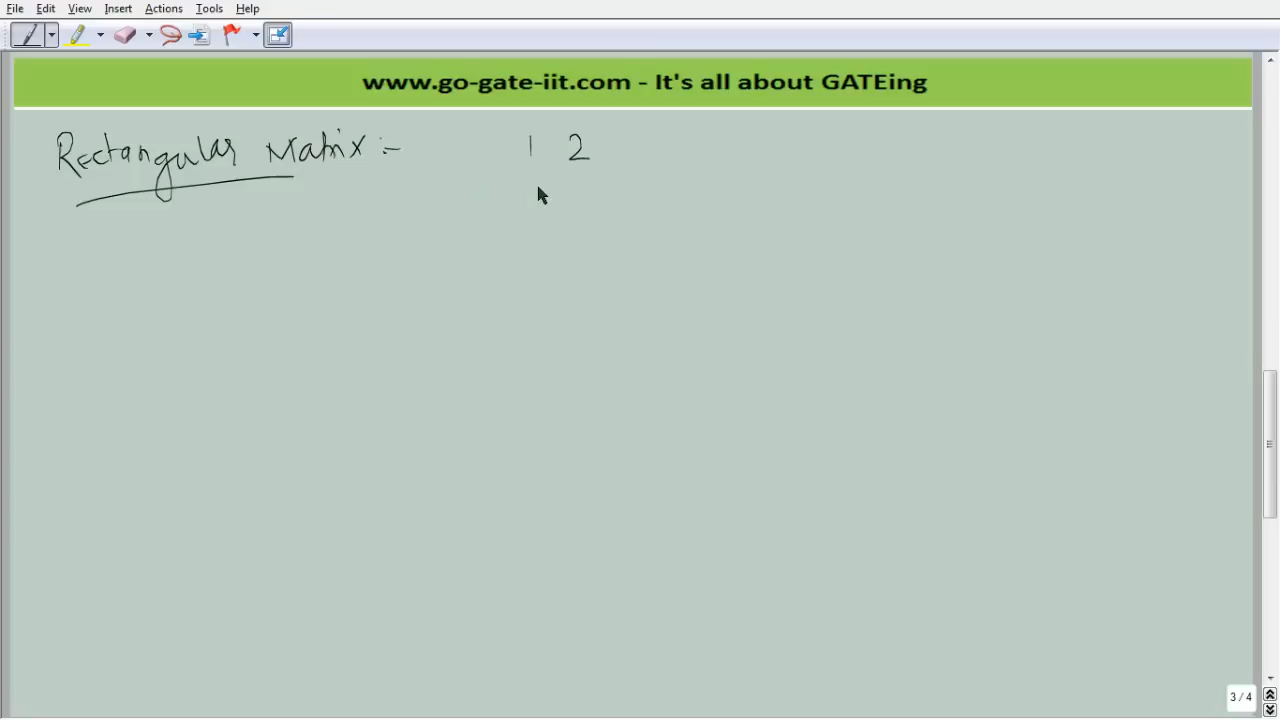 File Edit View Insert Actions Tools Help
www.go-gate-iit.com - It's all about GATEing
Rectangular Matrix :- 1 2
3 / 4